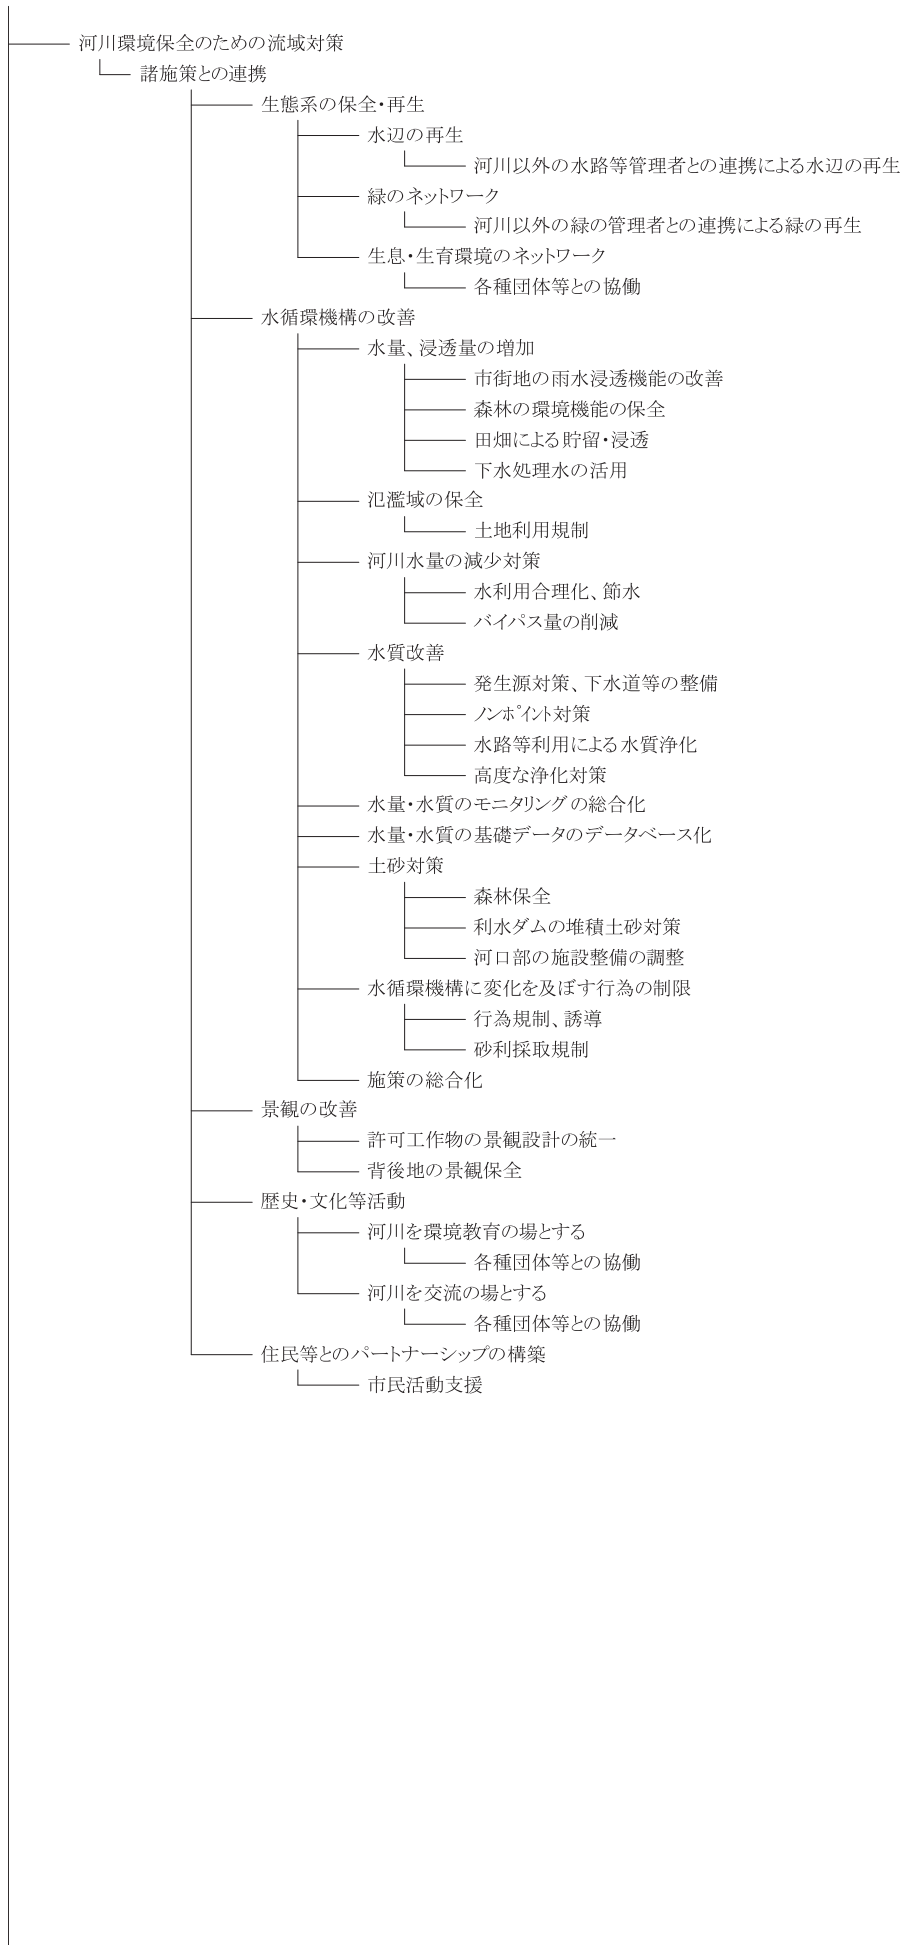 河川環境保全のための流域対策
諸施策との連携
生態系の保全・再生
水辺の再生
河川以外の水路等管理者との連携による水辺の再生
緑のネットワーク
河川以外の緑の管理者との連携による緑の再生
生息・生育環境のネットワーク
各種団体等との協働
水循環機構の改善
水量、浸透量の増加
市街地の雨水浸透機能の改善
森林の環境機能の保全
田畑による貯留・浸透
下水処理水の活用
氾濫域の保全
土地利用規制
河川水量の減少対策
水利用合理化、節水
バイパス量の削減
水質改善
発生源対策、下水道等の整備
ノンポイント対策
水路等利用による水質浄化
高度な浄化対策
水量・水質のモニタリングの総合化
水量・水質の基礎データのデータベース化
土砂対策
森林保全
利水ダムの堆積土砂対策
河口部の施設整備の調整
水循環機構に変化を及ぼす行為の制限
行為規制、誘導
砂利採取規制
施策の総合化
景観の改善
許可工作物の景観設計の統一
背後地の景観保全
歴史・文化等活動
河川を環境教育の場とする
各種団体等との協働
河川を交流の場とする
各種団体等との協働
住民等とのパートナーシップの構築
市民活動支援